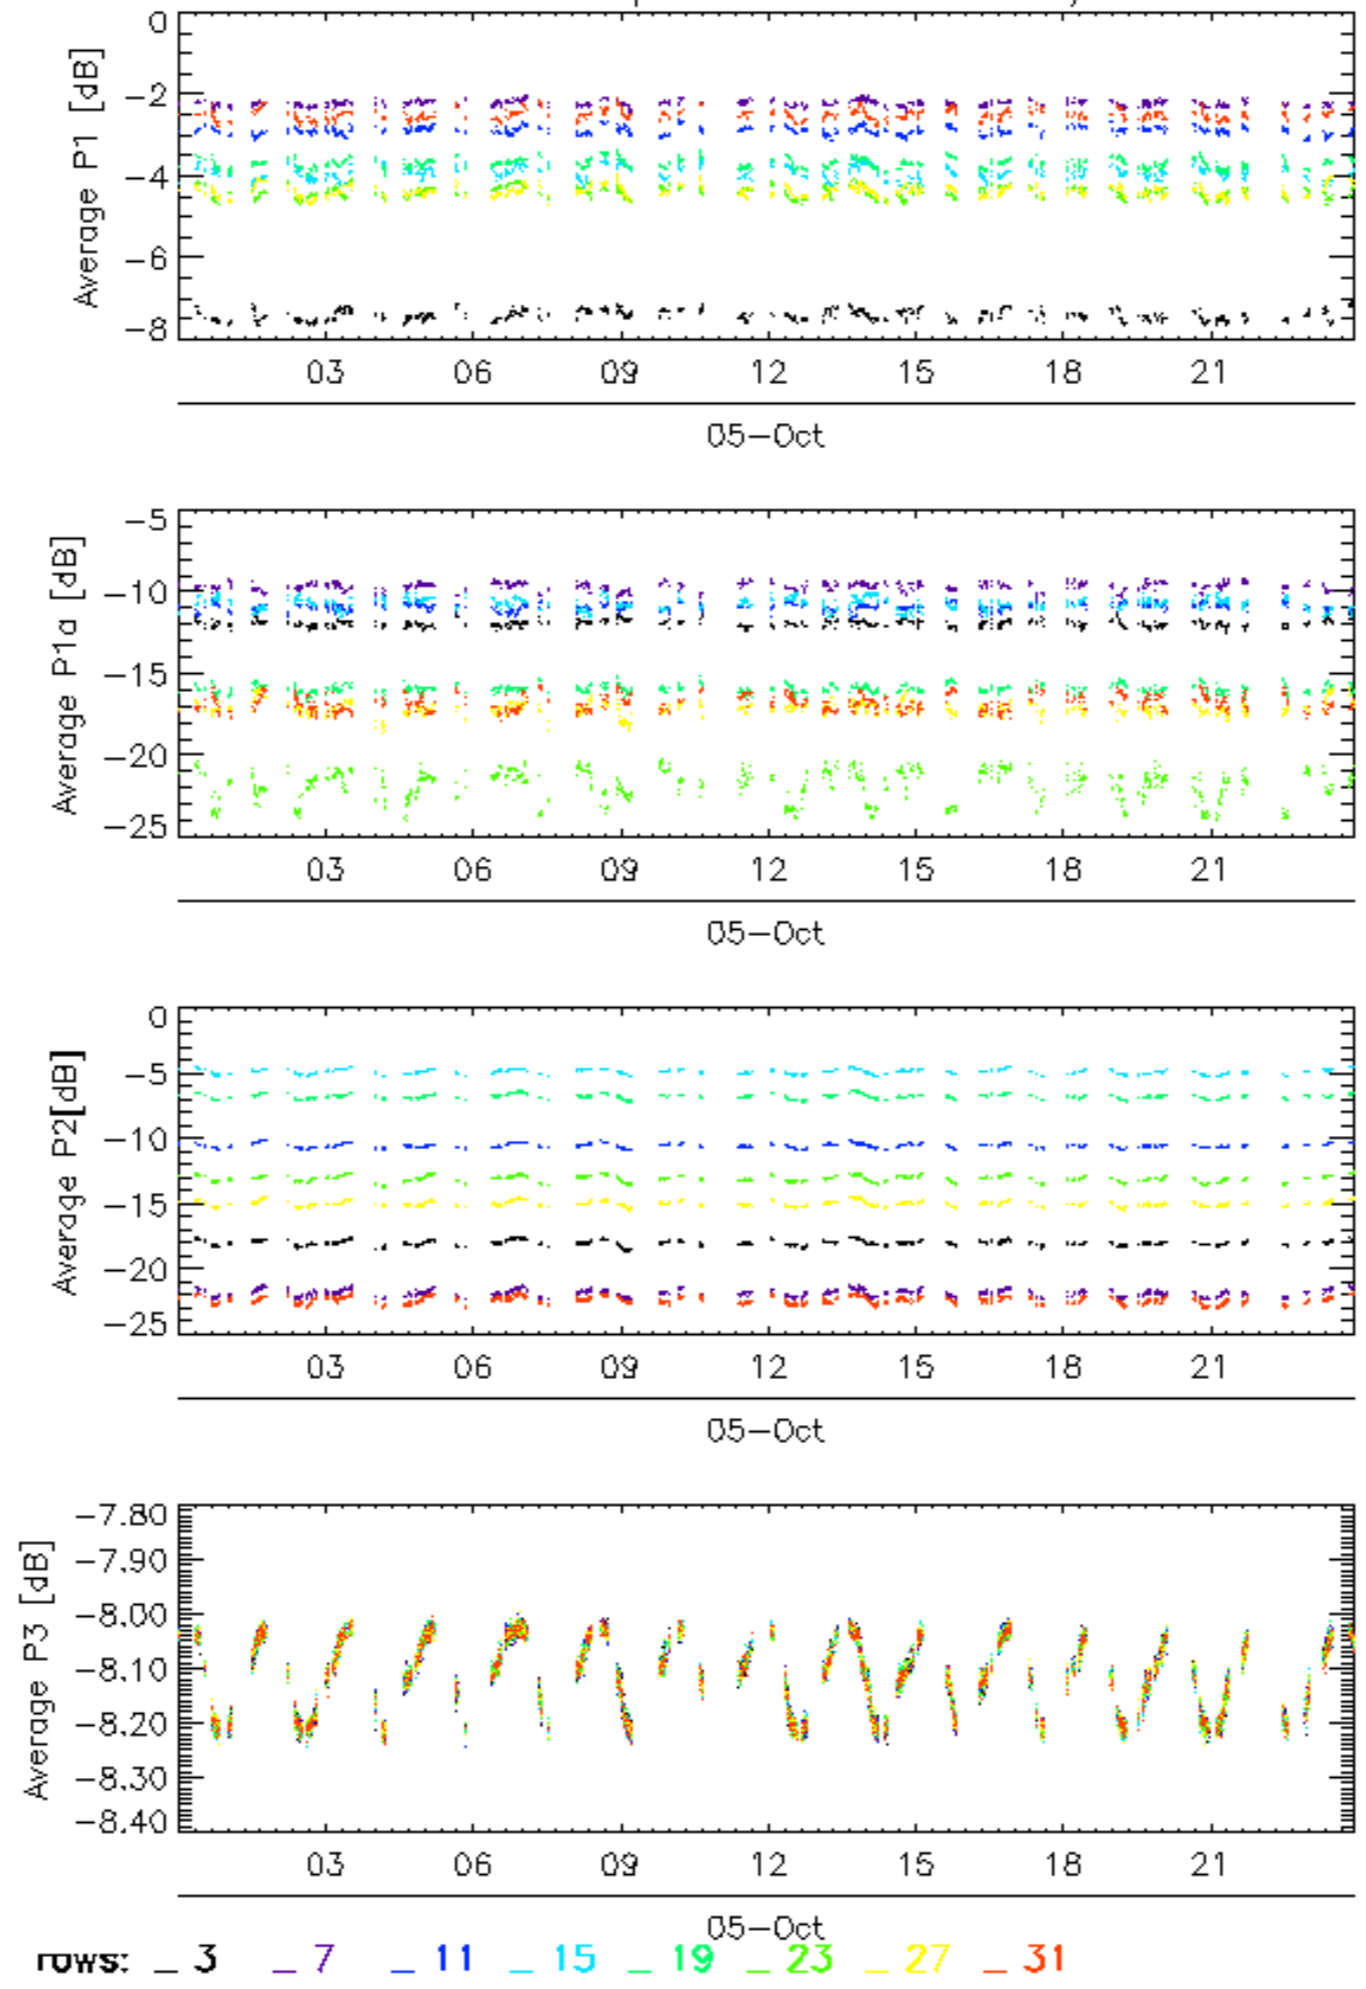 0
−2
−4
−6
−8
Average P1 [dB]
03 06 09 12 15 18 21
05−Oct
−5
−10
−15
−20
−25
Average P1a [dB]
03 06 09 12 15 18 21
05−Oct
0
−5
−10
−15
−20
−25
Average P2[dB]
03 06 09 12 15 18 21
05−Oct
−7.80
−7.90
−8.00
−8.10
−8.20
−8.30
−8.40
Average P3 [dB]
03 06 09 12 15 18 21
05−Oct
rows: _ 3 _ 7 _ 11 _ 15 _ 19 _ 23 _ 27 _ 31